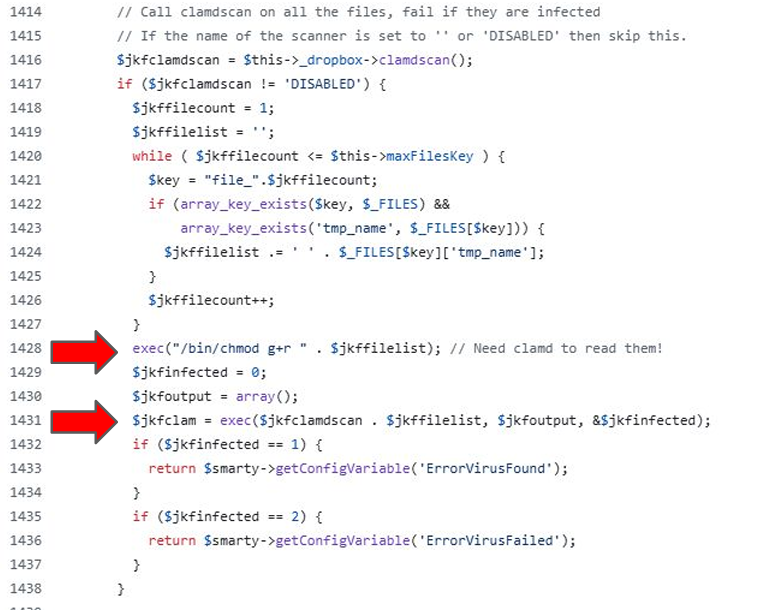 1414 // Call clamdscan on all the files, fail if they are infected
1415 // If the name of the scanner is set to '' or 'DISABLED' then skip this.
1416 $jkfclamdscan = $this->_dropbox->clamdscan();
1417 if ($jkfclamdscan != 'DISABLED') {
1418 $jkffilecount = 1;
1419 $jkffilelist = '';
1420 while ( $jkffilecount <= $this->maxFilesKey ) {
1421 $key = "file_".$jkffilecount;
1422 if (array_key_exists($key, $_FILES) &&
1423 array_key_exists('tmp_name', $_FILES[$key])) {
1424 $jkffilelist .= ' ' . $_FILES[$key]['tmp_name'];
1425 }
1426 $jkffilecount++;
1427 }
1428 exec("/bin/chmod g+r " . $jkffilelist); // Need clamd to read them!
1429 $jkfinfected = 0;
1430 $jkfoutput = array();
1431 $jkfclam = exec($jkfclamdscan . $jkffilelist, $jkfoutput, &$jkfinfected);
1432 if ($jkfinfected == 1) {
1433 return $smarty->getConfigVariable('ErrorVirusFound');
1434 }
1435 if ($jkfinfected == 2) {
1436 return $smarty->getConfigVariable('ErrorVirusFailed');
1437 }
1438 }